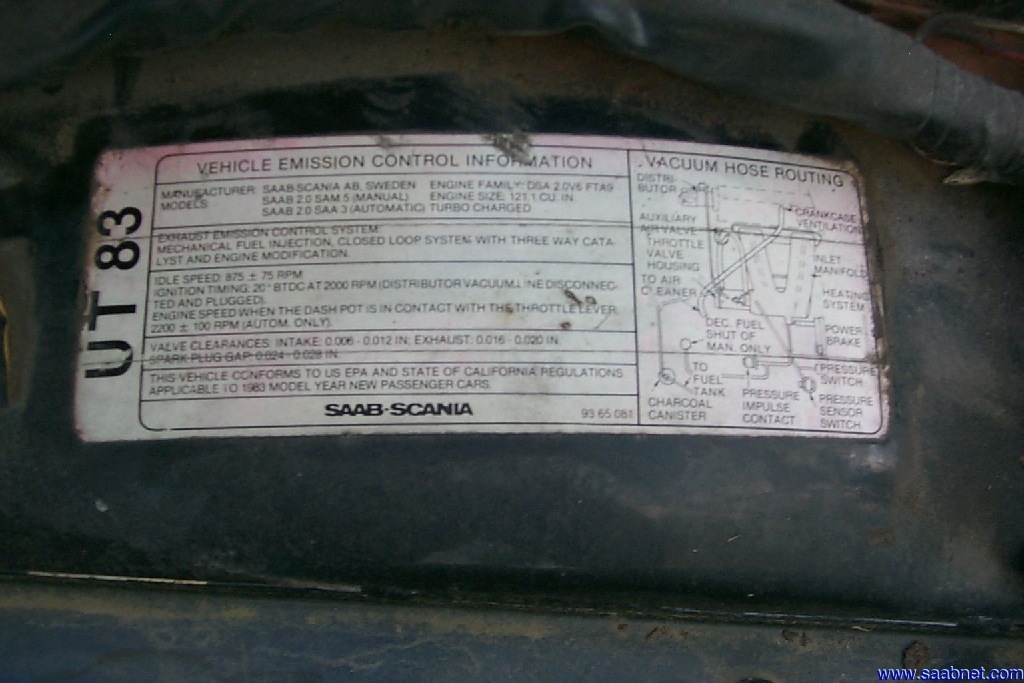 UT 83
VEHICLE EMISSION CONTROL INFORMATION
MANUFACTURER: SAAB-SCANIA AB, SWEDEN ENGINE FAMILY: DSA 2.0V6 FTA9
MODELS: SAAB 2.0 SAM 5 (MANUAL) ENGINE SIZE: 121.1 CU. IN.
SAAB 2.0 SAA 3 (AUTOMATIC) TURBO CHARGED
EXHAUST EMISSION CONTROL SYSTEM:
MECHANICAL FUEL INJECTION, CLOSED LOOP SYSTEM WITH THREE WAY CATA-
LYST AND ENGINE MODIFICATION.
IDLE SPEED: 875 ± 75 RPM
IGNITION TIMING: 20° BTDC AT 2000 RPM (DISTRIBUTOR VACUUM LINE DISCONNEC-
TED AND PLUGGED).
ENGINE SPEED WHEN THE DASH POT IS IN CONTACT WITH THE THROTTLE LEVER:
2200 ± 100 RPM (AUTOM. ONLY).
VALVE CLEARANCES: INTAKE: 0.006 - 0.012 IN; EXHAUST: 0.016 - 0.020 IN.
SPARK PLUG GAP: 0.024 - 0.028 IN.
THIS VEHICLE CONFORMS TO US EPA AND STATE OF CALIFORNIA REGULATIONS
APPLICABLE TO 1983 MODEL YEAR NEW PASSENGER CARS.
SAAB-SCANIA
93 65 081
VACUUM HOSE ROUTING
DISTRI-
BUTOR
CRANKCASE
VENTILATION
AUXILIARY
AIR VALVE
THROTTLE
VALVE
HOUSING
INLET
MANIFOLD
TO AIR
CLEANER
HEATING
SYSTEM
DEC. FUEL
SHUT OF
MAN. ONLY
POWER
BRAKE
TO
FUEL
TANK
PRESSURE
SWITCH
CHARCOAL
CANISTER
PRESSURE
IMPULSE
CONTACT
PRESSURE
SENSOR
SWITCH
www.saabnet.com